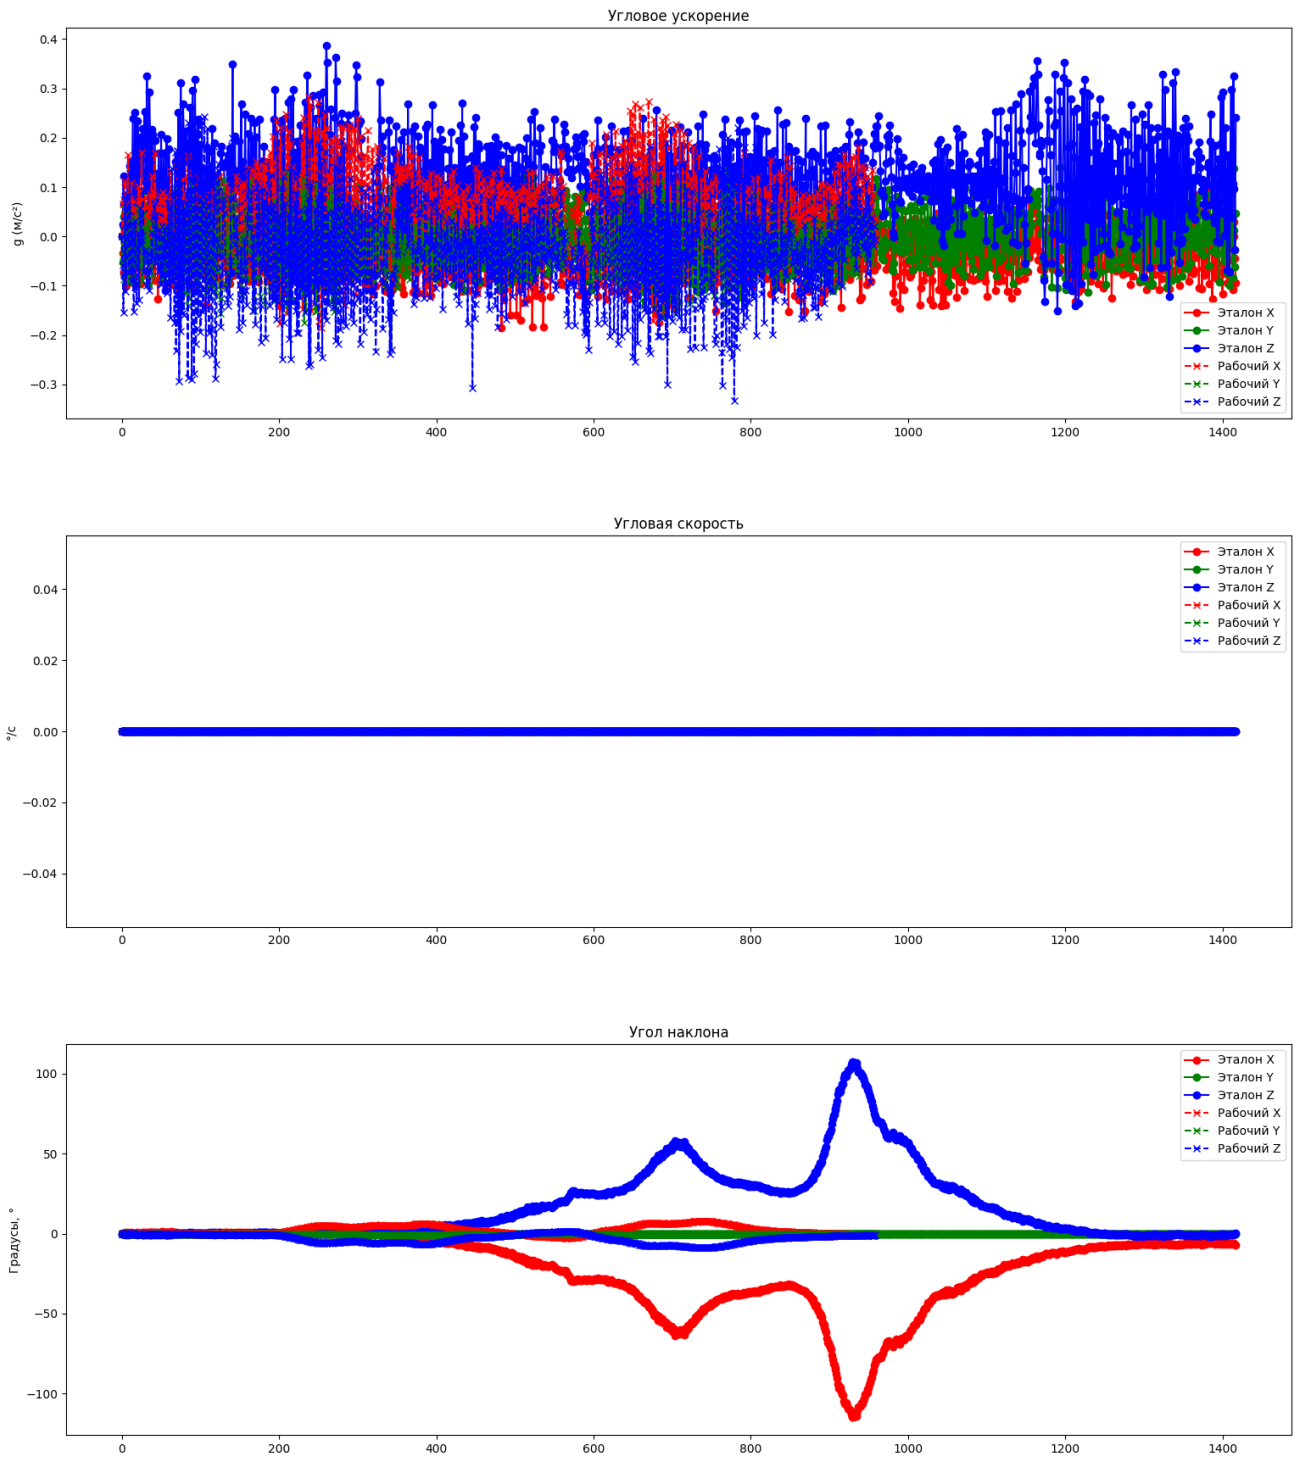 Угловое ускорение
g (м/с²)
0.4
0.3
0.2
0.1
0.0
−0.1
−0.2
−0.3
Эталон X
Эталон Y
Эталон Z
Рабочий X
Рабочий Y
Рабочий Z
0 200 400 600 800 1000 1200 1400
Угловая скорость
°/с
0.04
0.02
0.00
−0.02
−0.04
Эталон X
Эталон Y
Эталон Z
Рабочий X
Рабочий Y
Рабочий Z
0 200 400 600 800 1000 1200 1400
Угол наклона
Градусы, °
100
50
0
−50
−100
Эталон X
Эталон Y
Эталон Z
Рабочий X
Рабочий Y
Рабочий Z
0 200 400 600 800 1000 1200 1400